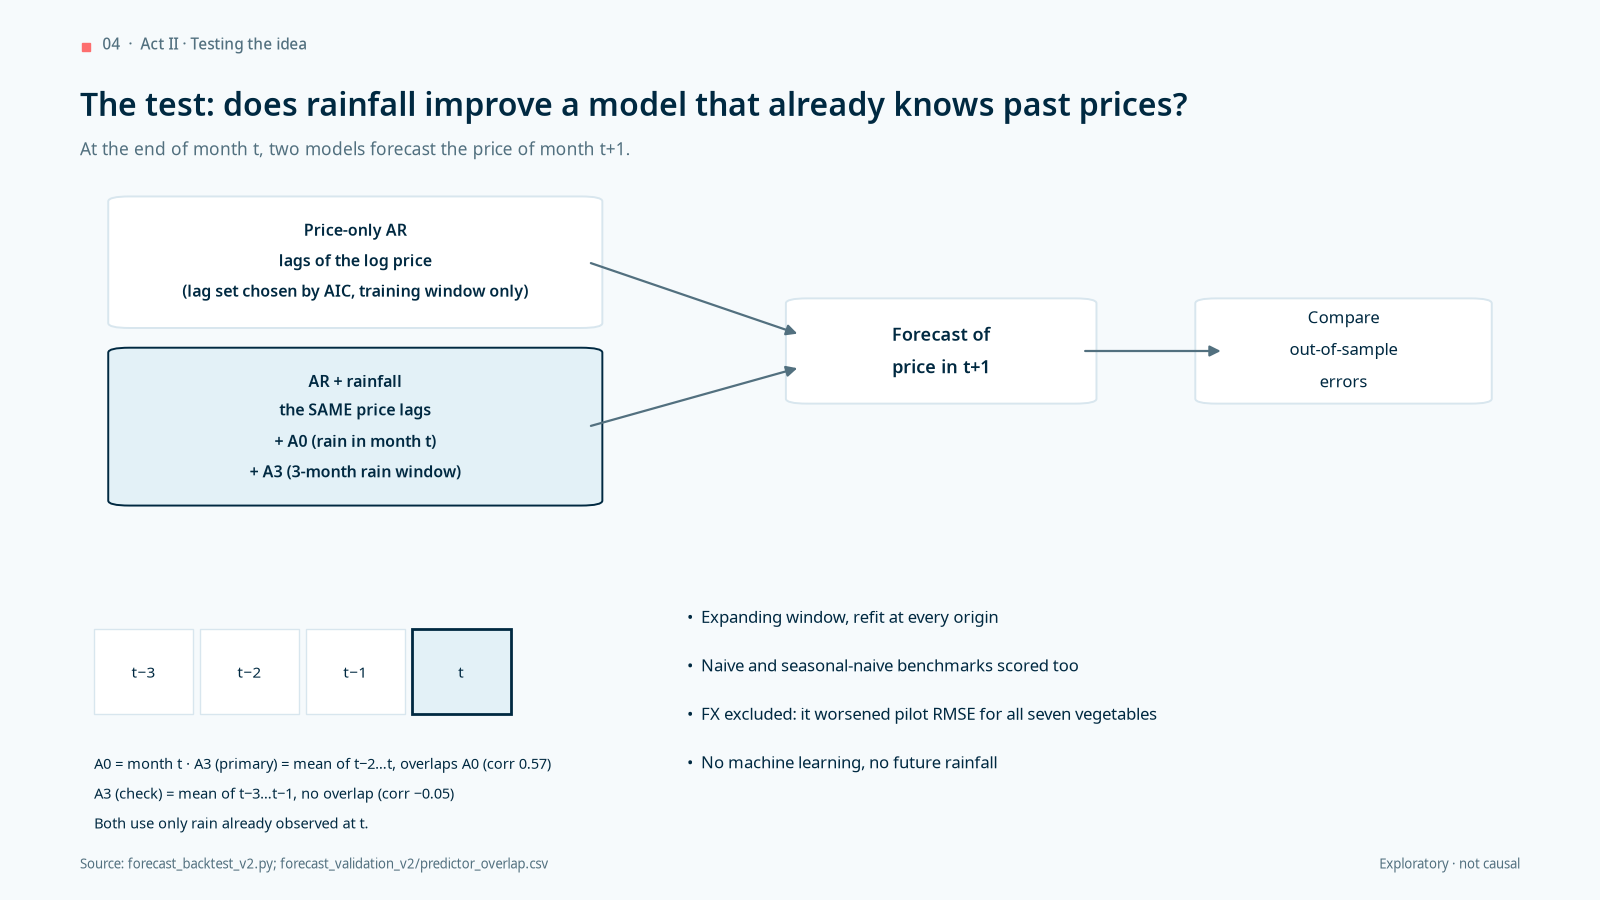 04 · Act II · Testing the idea
The test: does rainfall improve a model that already knows past prices?
At the end of month t, two models forecast the price of month t+1.
Price-only AR
lags of the log price
(lag set chosen by AIC, training window only)
AR + rainfall
the SAME price lags
+ A0 (rain in month t)
+ A3 (3-month rain window)
Forecast of
price in t+1
Compare
out-of-sample
errors
t−3
t−2
t−1
t
A0 = month t · A3 (primary) = mean of t−2…t, overlaps A0 (corr 0.57)
A3 (check) = mean of t−3…t−1, no overlap (corr −0.05)
Both use only rain already observed at t.
• Expanding window, refit at every origin
• Naive and seasonal-naive benchmarks scored too
• FX excluded: it worsened pilot RMSE for all seven vegetables
• No machine learning, no future rainfall
Source: forecast_backtest_v2.py; forecast_validation_v2/predictor_overlap.csv
Exploratory · not causal